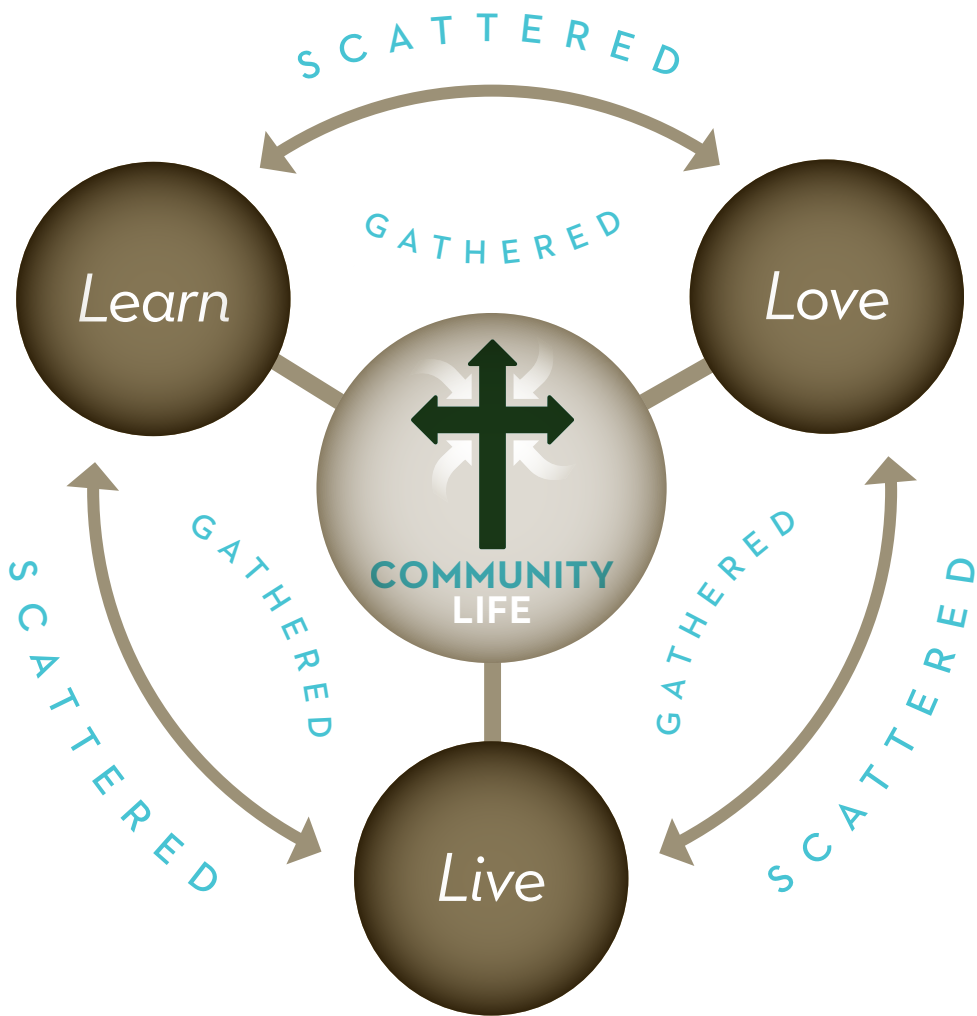 SCATTERED
GATHERED
Learn
Love
COMMUNITY
LIFE
GATHERED
GATHERED
SCATTERED
SCATTERED
Live